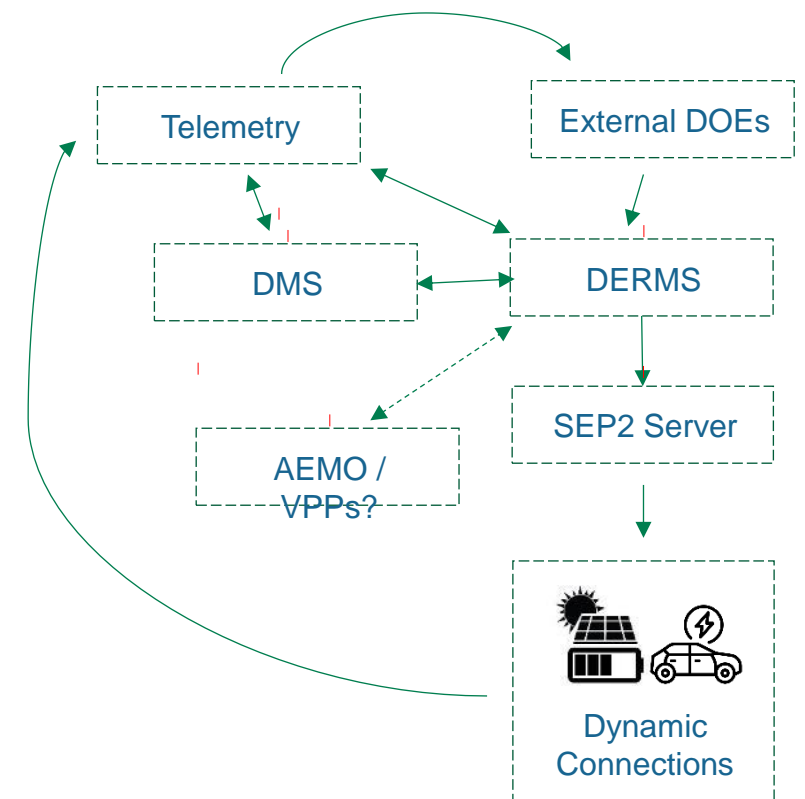 Telemetry
External DOEs
DMS
DERMS
AEMO /
VPPs?
SEP2 Server
Dynamic
Connections